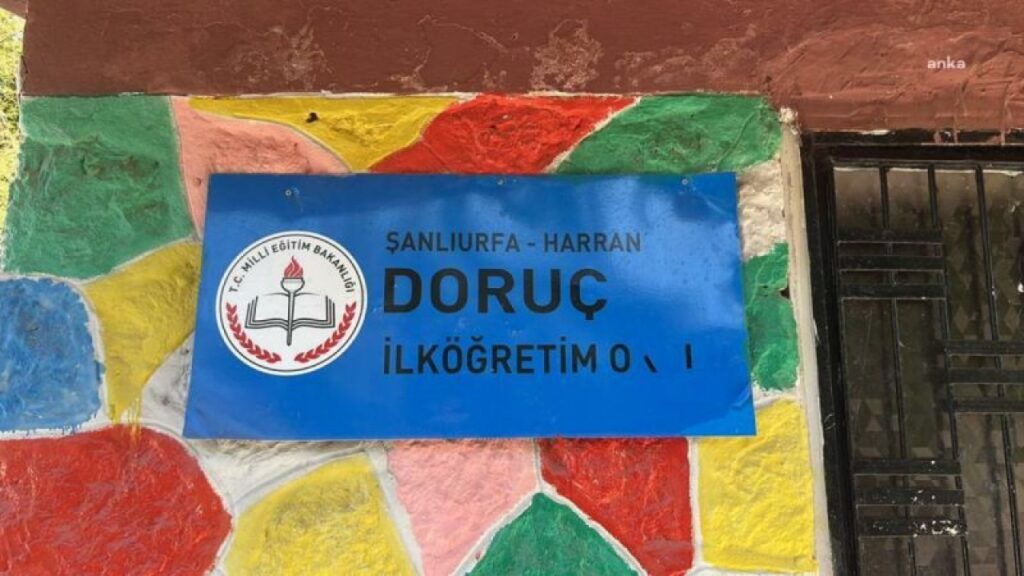 anka
ŞANLIURFA - HARRAN
T.C. MİLLİ EĞİTİM BAKANLIĞI
DORUÇ
İLKÖĞRETİM